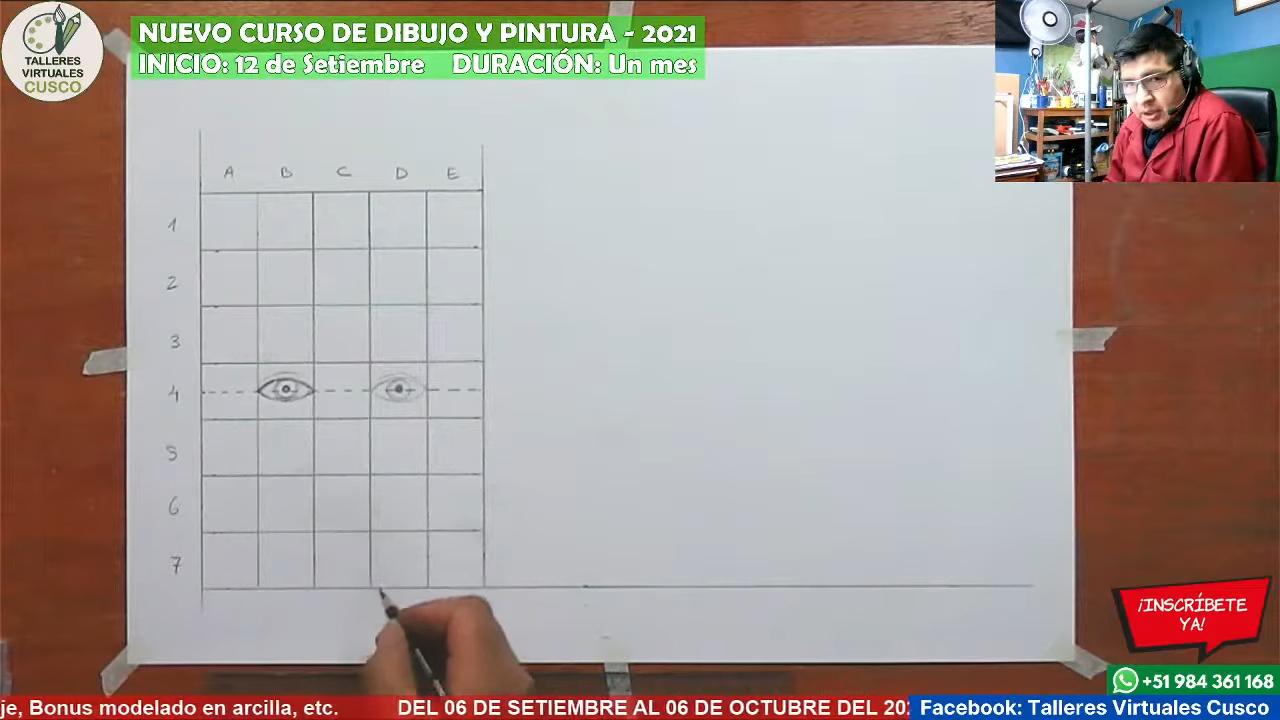 TALLERES
VIRTUALES
CUSCO
NUEVO CURSO DE DIBUJO Y PINTURA - 2021
INICIO: 12 de Setiembre DURACIÓN: Un mes
A B C D E
1
2
3
4
5
6
7
¡INSCRÍBETE
YA!
+51 984 361 168
je, Bonus modelado en arcilla, etc. DEL 06 DE SETIEMBRE AL 06 DE OCTUBRE DEL 202
Facebook: Talleres Virtuales Cusco